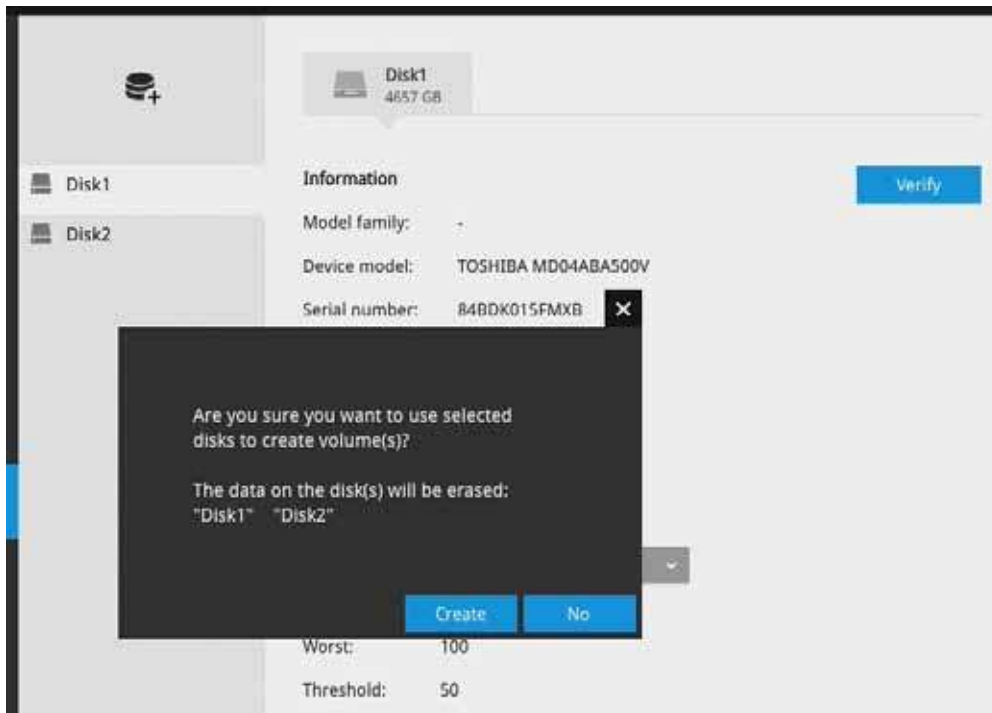 Disk1
4657 GB
Disk1
Disk2
Information
Verify
Model family: -
Device model: TOSHIBA MD04ABA500V
Serial number: 84BDK015FMXB
Are you sure you want to use selected
disks to create volume(s)?
The data on the disk(s) will be erased:
"Disk1" "Disk2"
Create No
Worst: 100
Threshold: 50